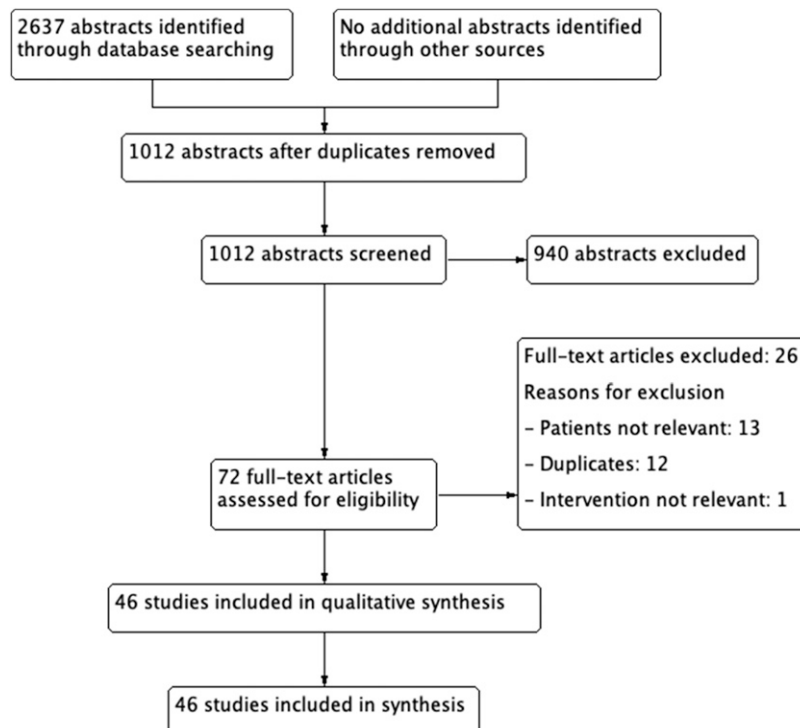 2637 abstracts identified
through database searching
No additional abstracts identified
through other sources
1012 abstracts after duplicates removed
1012 abstracts screened
940 abstracts excluded
Full-text articles excluded: 26
Reasons for exclusion
- Patients not relevant: 13
- Duplicates: 12
- Intervention not relevant: 1
72 full-text articles
assessed for eligibility
46 studies included in qualitative synthesis
46 studies included in synthesis